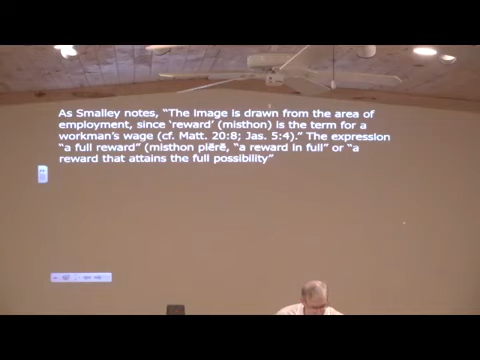 As Smalley notes, “The image is drawn from the area of
employment, since ‘reward’ (misthon) is the term for a
workman’s wage (cf. Matt. 20:8; Jas. 5:4).” The expression
“a full reward” (misthon plērē, “a reward in full” or “a
reward that attains the full possibility”